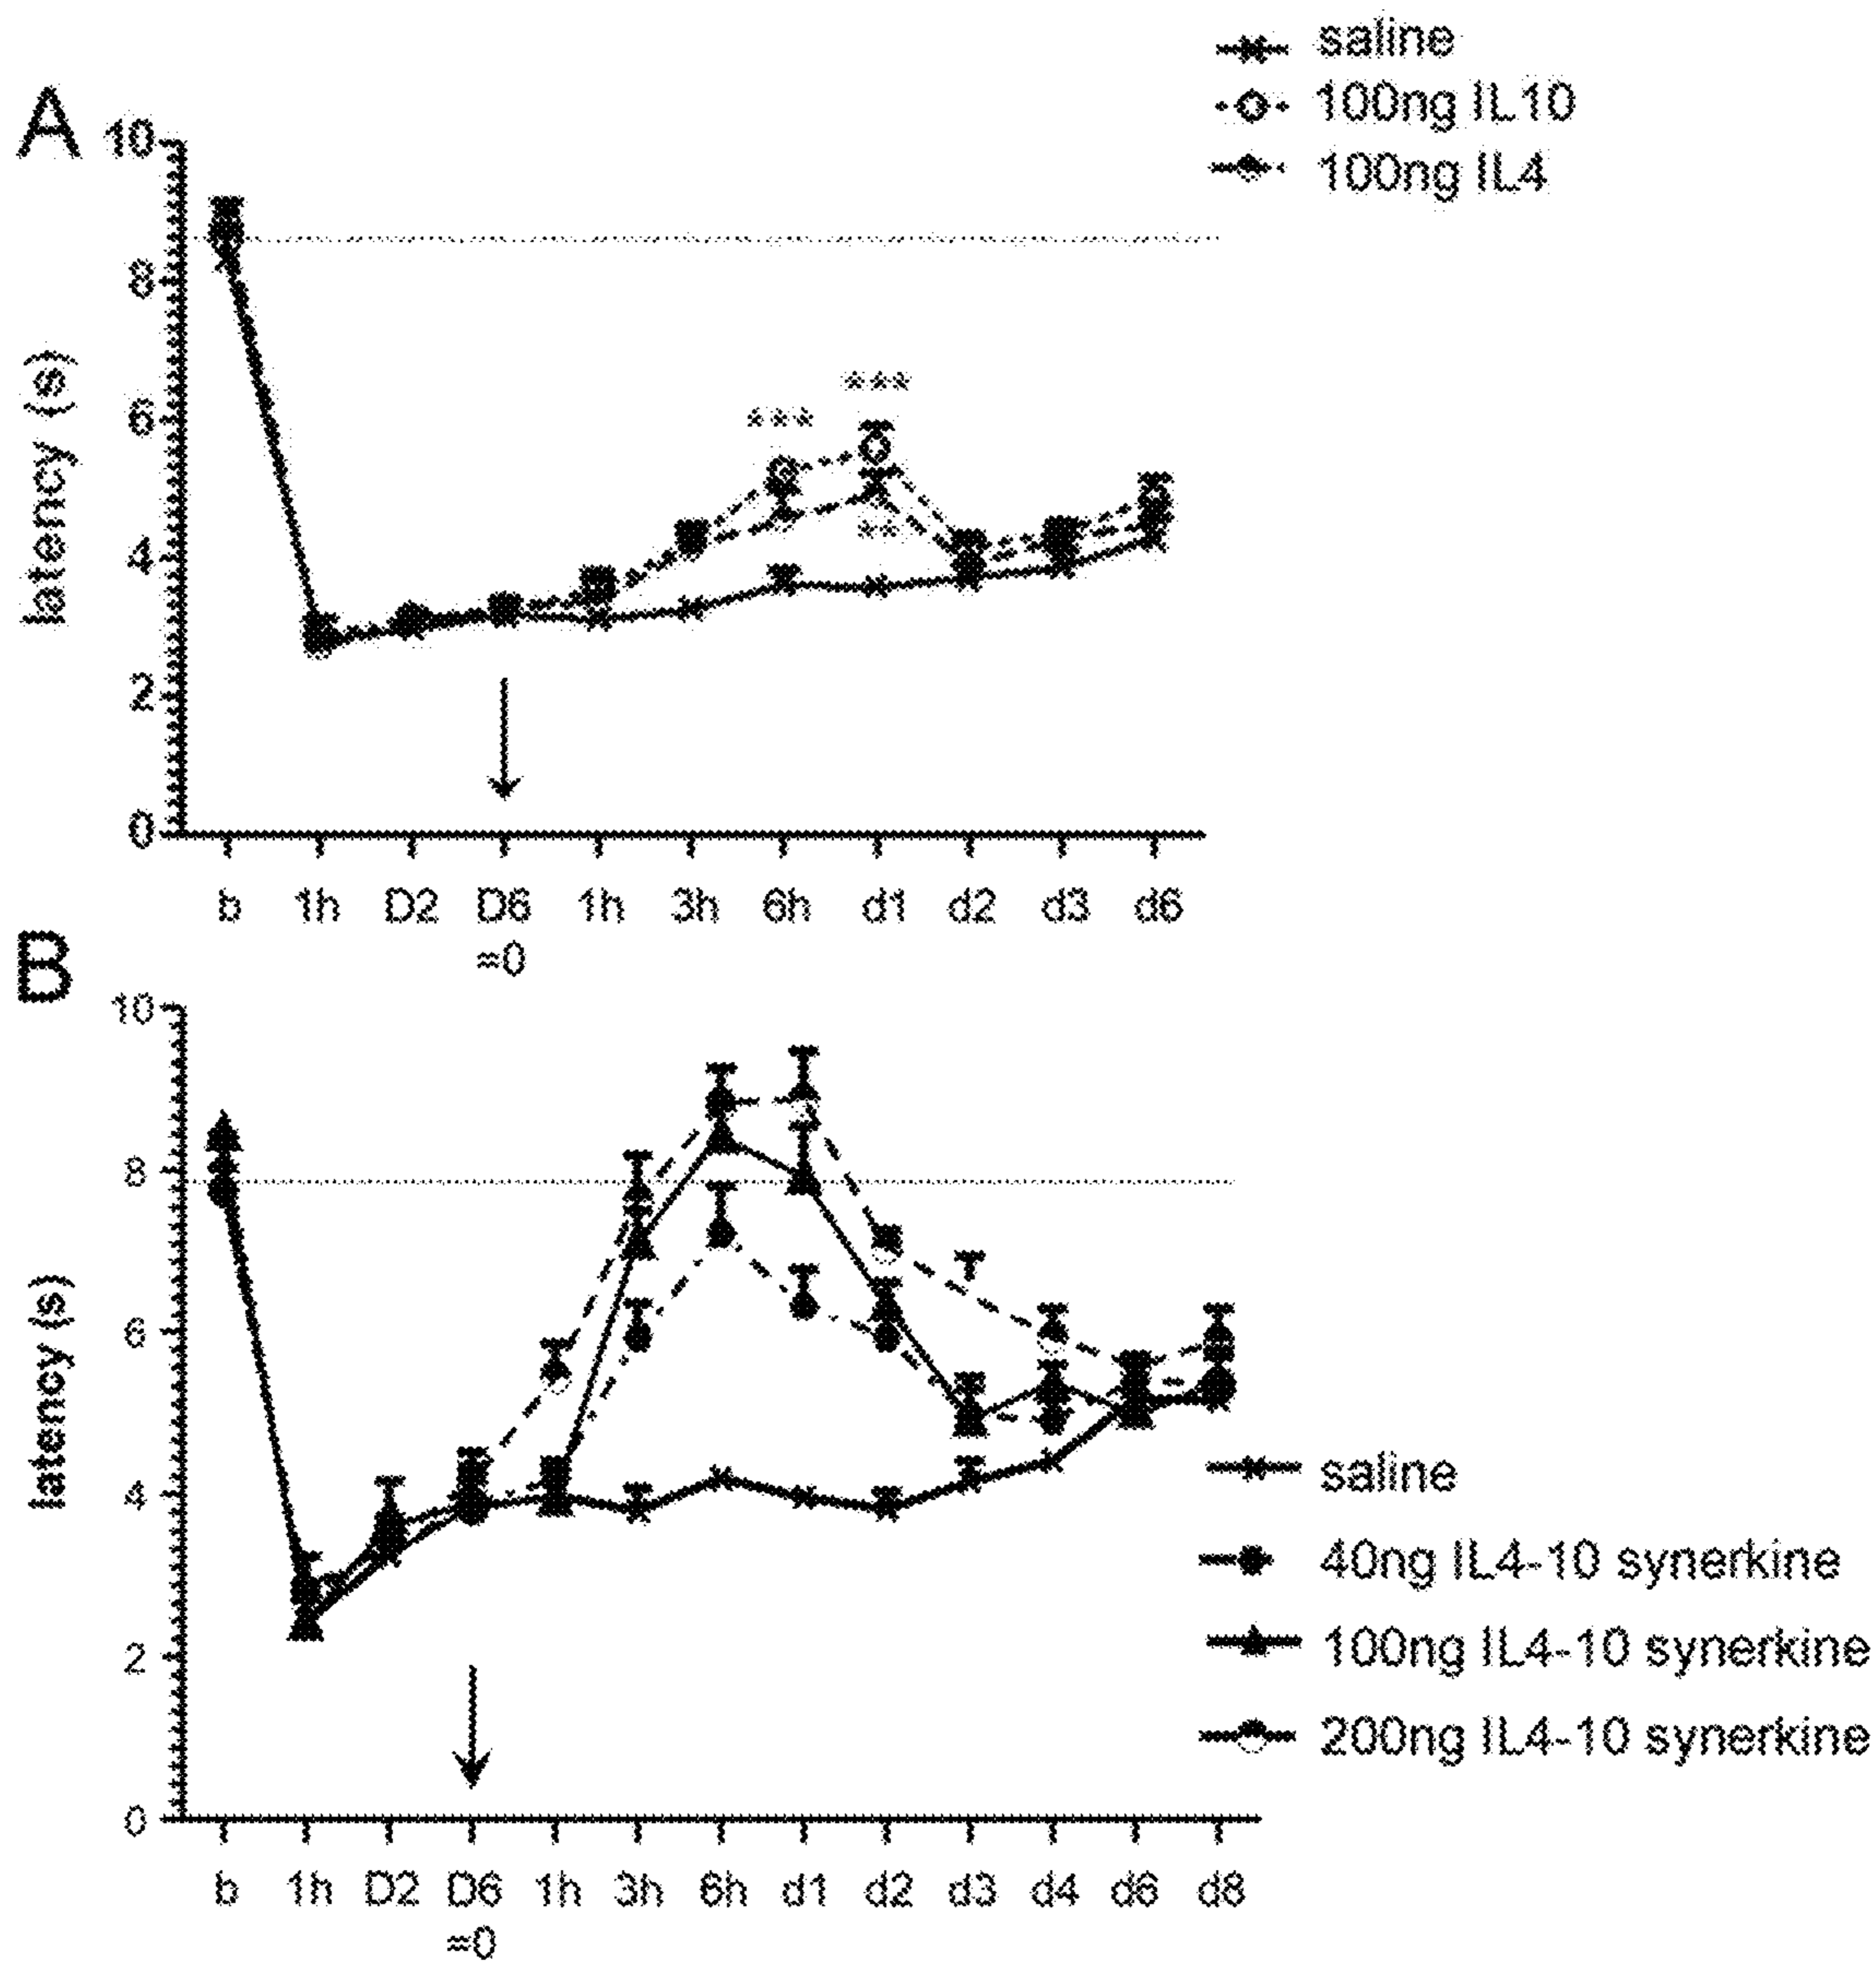 saline
100ng IL10
100ng IL4
A
10
8
6
4
2
0
latency (s)
***
***
**
*
b 1h D2 D6 1h 3h 6h d1 d2 d3 d6
=0
B
10
8
6
4
2
0
latency (s)
saline
40ng IL4-10 synerkine
100ng IL4-10 synerkine
200ng IL4-10 synerkine
b 1h D2 D6 1h 3h 6h d1 d2 d3 d4 d6 d8
=0